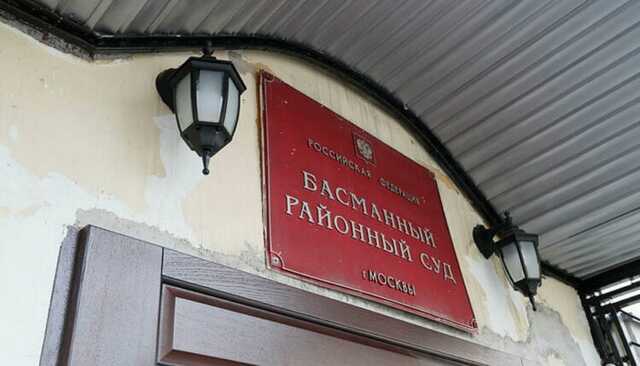 РОССИЙСКАЯ ФЕДЕРАЦИЯ
БАСМАННЫЙ
РАЙОННЫЙ СУД
г МОСКВЫ